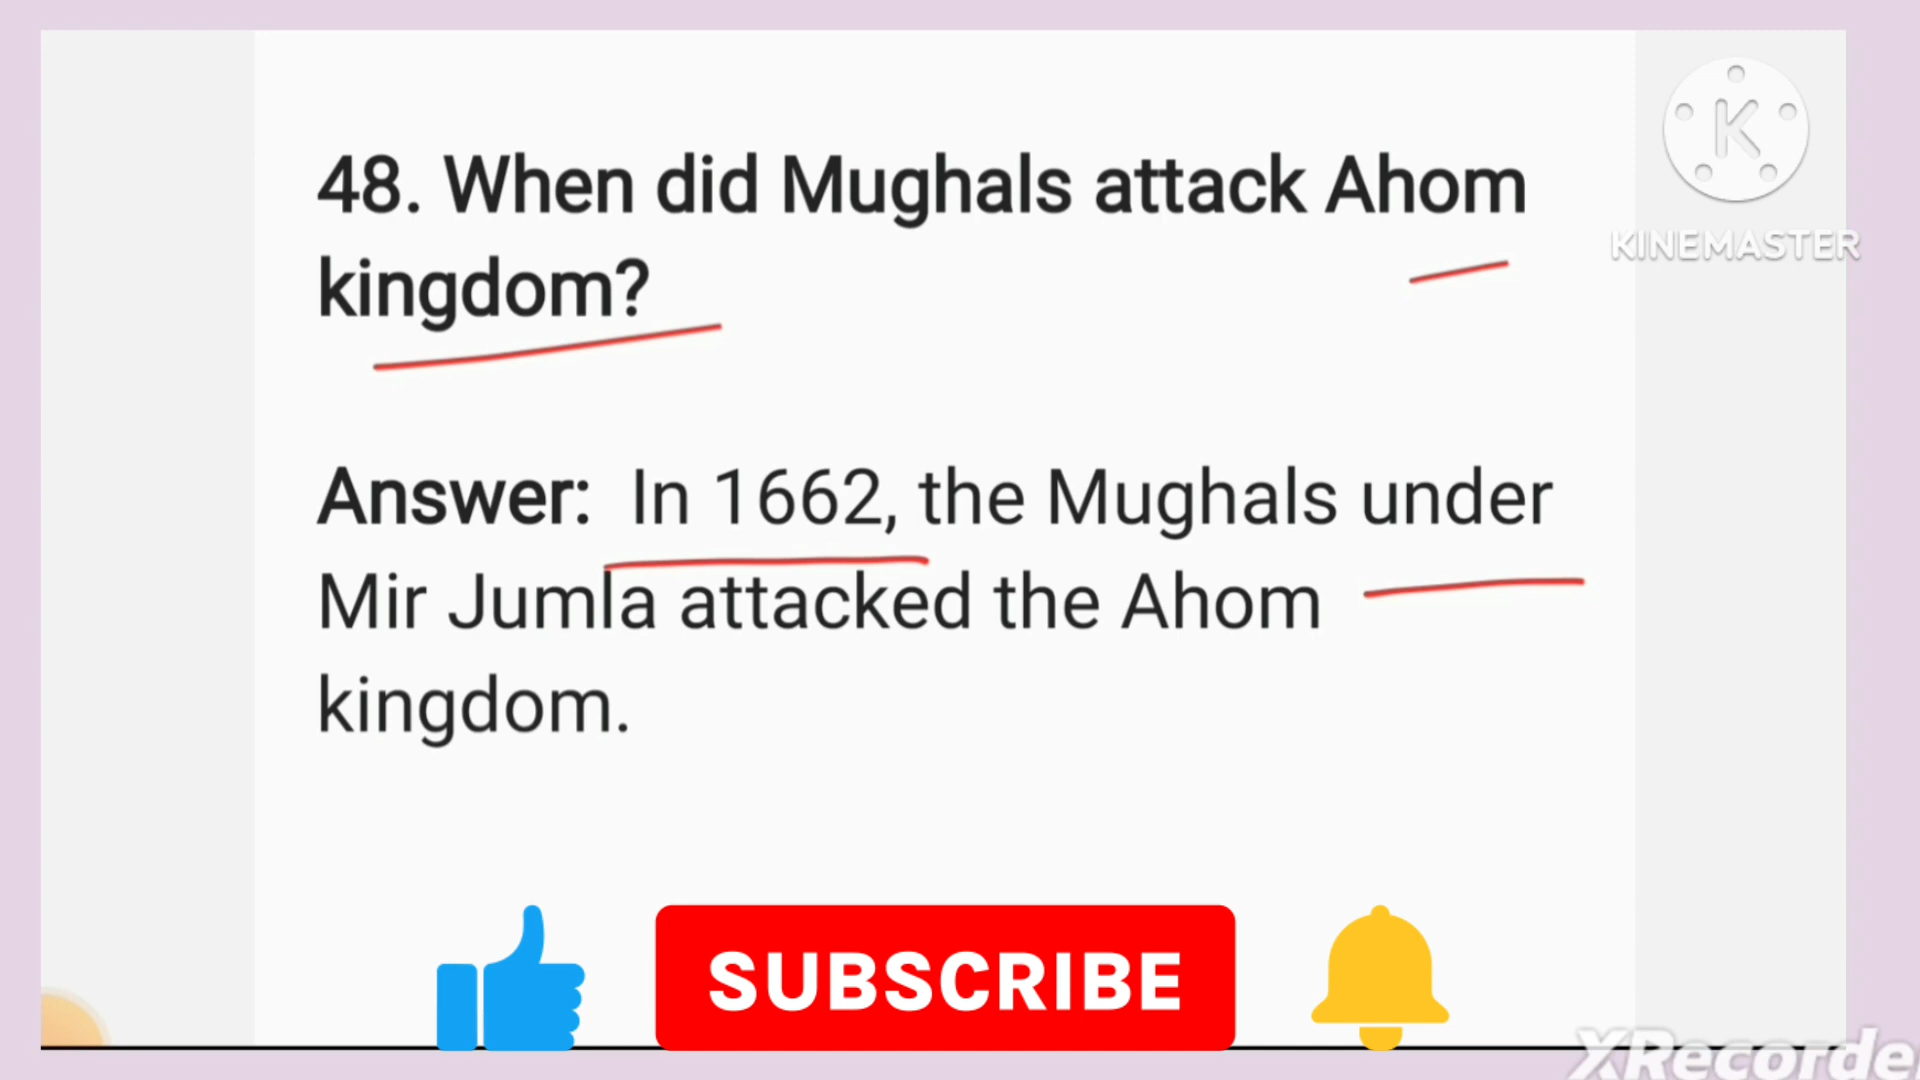 48. When did Mughals attack Ahom
kingdom?
Answer: In 1662, the Mughals under
Mir Jumla attacked the Ahom
kingdom.
SUBSCRIBE
K
KINEMASTER
XRecorde